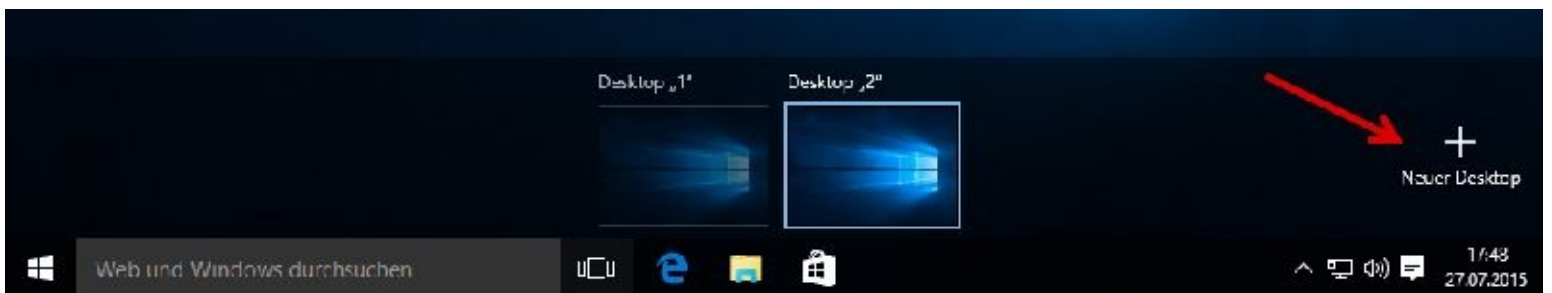 Desktop „1“
Desktop „2“
Neuer Desktop
Web und Windows durchsuchen
17:48
27.07.2015